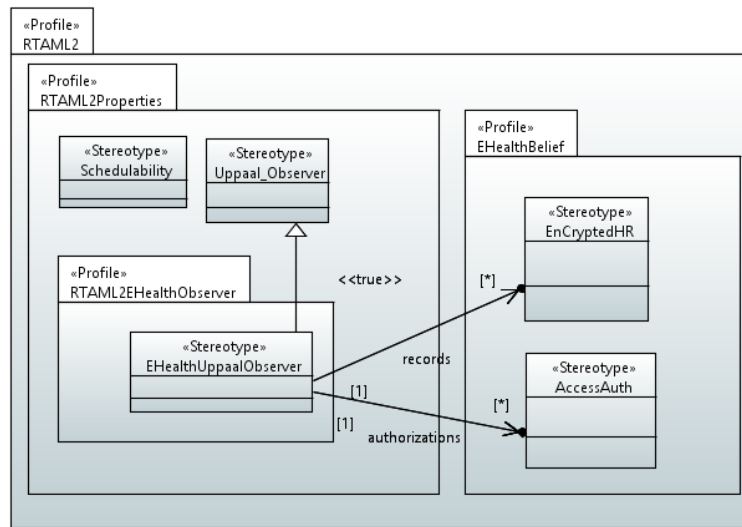 «Profile»
RTAML2
«Profile»
RTAML2Properties
«Stereotype»
Schedulability
«Stereotype»
Uppaal_Observer
«Profile»
EHealthBelief
«Stereotype»
EnCryptedHR
«Profile»
RTAML2EHealthObserver
<<true>>
[*]
«Stereotype»
EHealthUppaalObserver
records
[1]
[*]
«Stereotype»
AccessAuth
[1]
authorizations